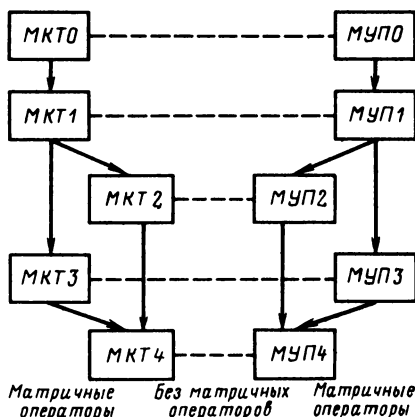 МКТ0 МУП0
МКТ1 МУП1
МКТ2 МУП2
МКТ3 МУП3
МКТ4 МУП4
Матричные Без матричных Матричные
операторы операторов операторы